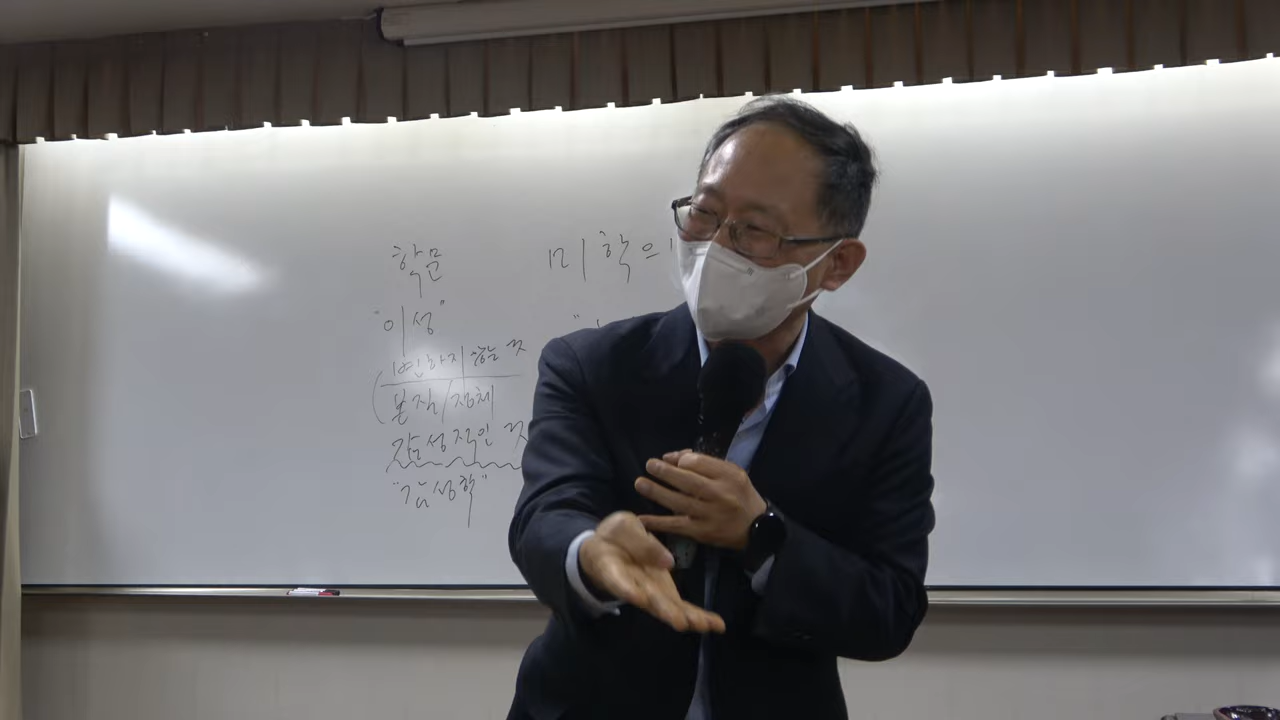 학문
미학의
"이성"
변하지 않는 것
본질/실체
감성적인 것
"감성학"